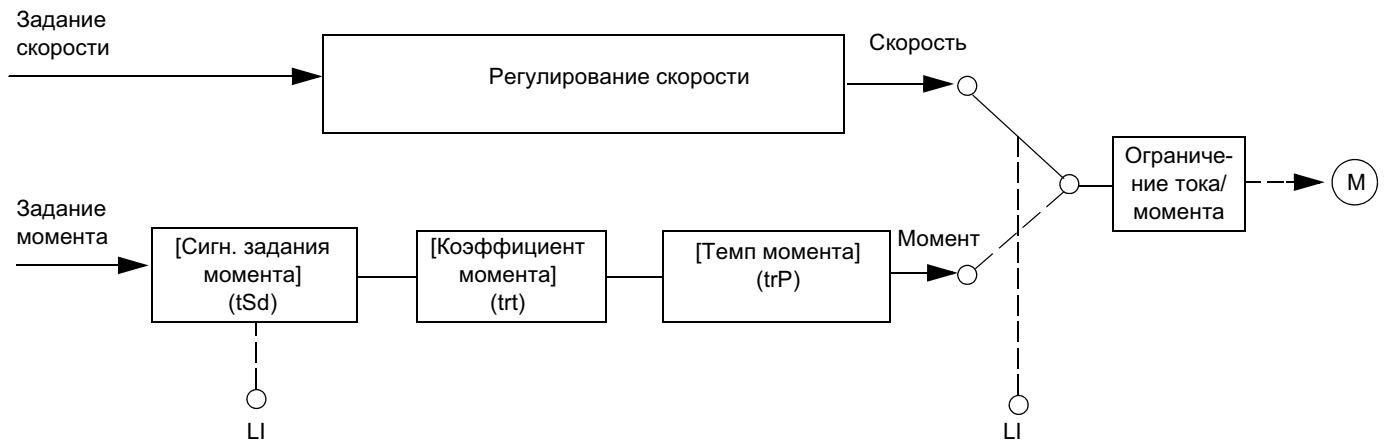 Задание
скорости
Регулирование скорости
Скорость
Ограниче-
ние тока/
момента
М
Задание
момента
[Сигн. задания
момента]
(tSd)
[Коэффициент
момента]
(trt)
[Темп момента]
(trP)
Момент
LI
LI